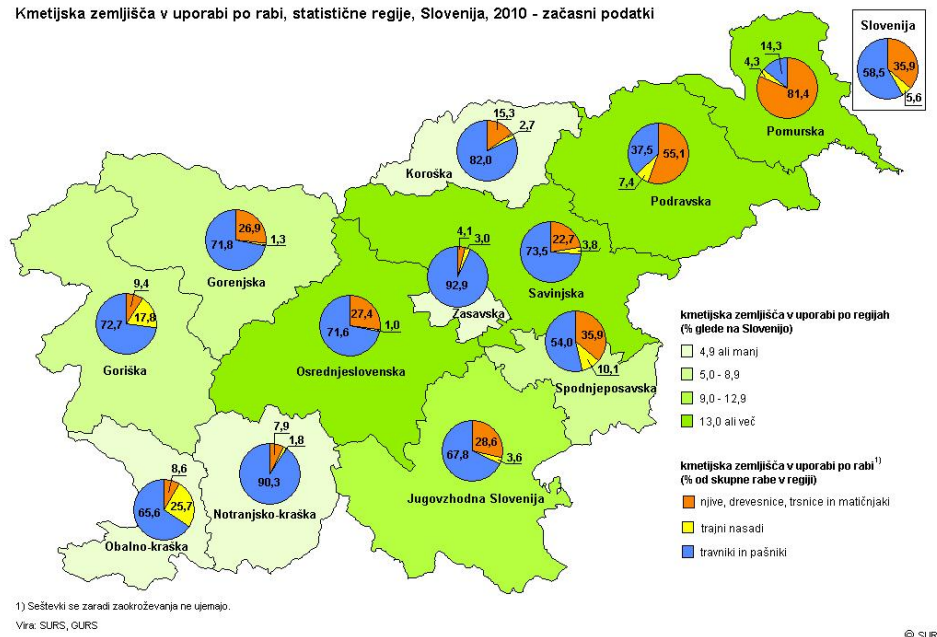 Kmetijska zemljišča v uporabi po rabi, statistične regije, Slovenija, 2010 - začasni podatki
Slovenija
58,5
35,9
5,6
14,3
4,3
81,4
Pomurska
15,3
2,7
82,0
Koroška
37,5
55,1
7,4
Podravska
26,9
71,8
1,3
Gorenjska
4,1
3,0
92,9
Zasavska
22,7
73,5
3,8
Savinjska
9,4
17,8
72,7
Goriška
27,4
71,6
1,0
Osrednjeslovenska
35,9
54,0
10,1
Spodnjeposavska
7,9
1,8
90,3
Notranjsko-kraška
28,6
67,8
3,6
Jugovzhodna Slovenija
8,6
25,7
65,6
Obalno-kraška
kmetijska zemljišča v uporabi po regijah
(% glede na Slovenijo)
4,9 ali manj
5,0 - 8,9
9,0 - 12,9
13,0 ali več
kmetijska zemljišča v uporabi po rabi1)
(% od skupne rabe v regiji)
njive, drevesnice, trsnice in matičnjaki
trajni nasadi
travniki in pašniki
1) Seštevki se zaradi zaokroževanja ne ujemajo.
Vira: SURS, GURS
© SUR